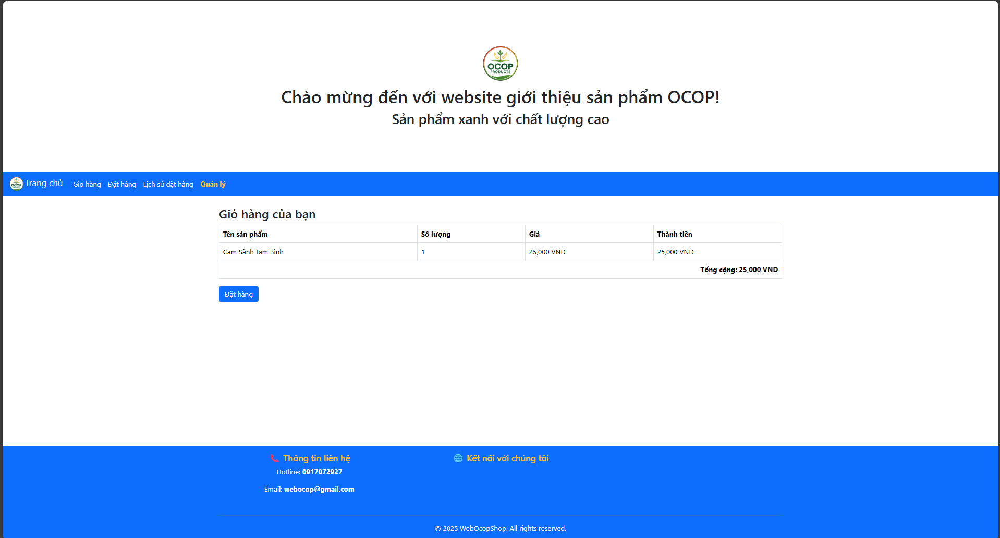 OCOP
PRODUCTS
Chào mừng đến với website giới thiệu sản phẩm OCOP!
Sản phẩm xanh với chất lượng cao
OCOP Trang chủ Giỏ hàng Đặt hàng Lịch sử đặt hàng Quản lý
Giỏ hàng của bạn
Tên sản phẩm Số lượng Giá Thành tiền
Cam Sành Tam Bình 1 25,000 VND 25,000 VND
Tổng cộng: 25,000 VND
Đặt hàng
Thông tin liên hệ Kết nối với chúng tôi
Hotline: 0917072927
Email: webocop@gmail.com
© 2025 WebOcopShop. All rights reserved.